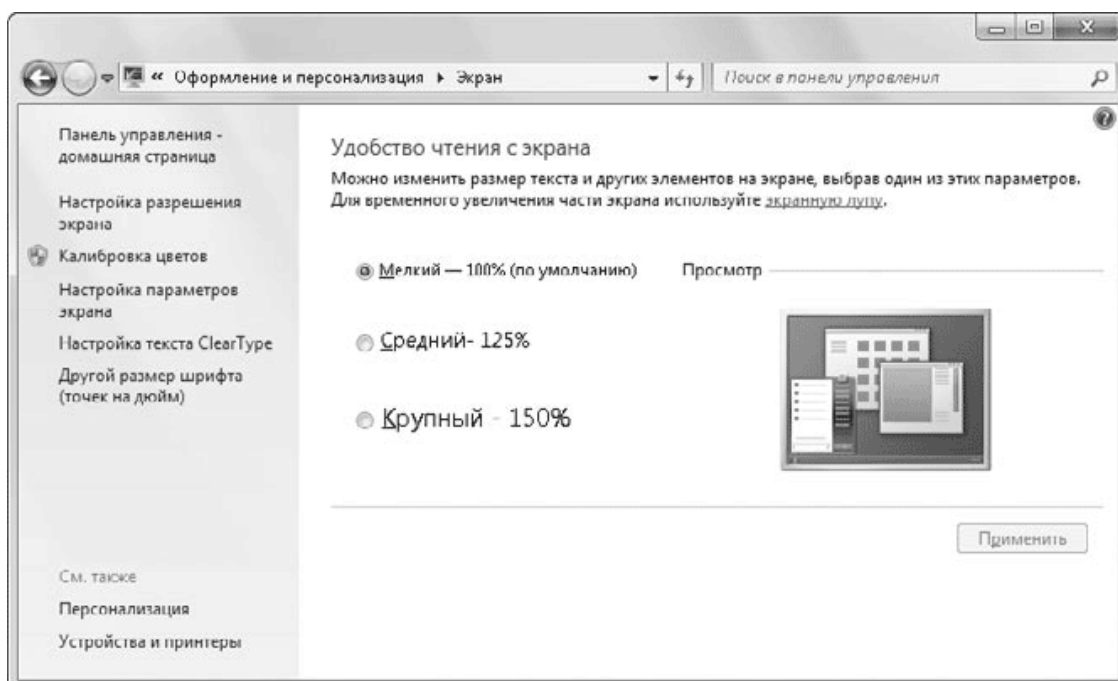 « Оформление и персонализация ▸ Экран
Поиск в панели управления
Панель управления -
домашняя страница
Настройка разрешения
экрана
Калибровка цветов
Настройка параметров
экрана
Настройка текста ClearType
Другой размер шрифта
(точек на дюйм)
См. также
Персонализация
Устройства и принтеры
Удобство чтения с экрана
Можно изменить размер текста и других элементов на экране, выбрав один из этих параметров.
Для временного увеличения части экрана используйте экранную лупу.
Мелкий — 100% (по умолчанию)
Просмотр
Средний- 125%
Крупный - 150%
Применить